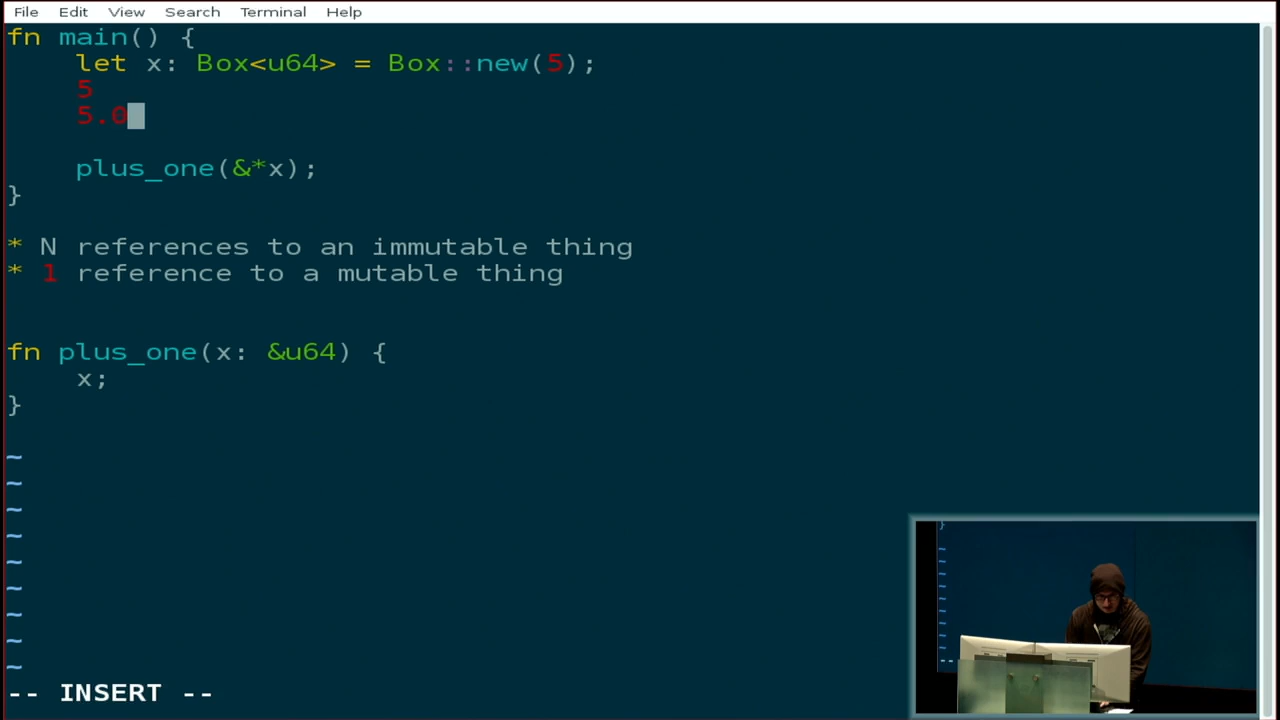 File Edit View Search Terminal Help
fn main() {
    let x: Box<u64> = Box::new(5);
    5
    5.0

    plus_one(&*x);
}

* N references to an immutable thing
* 1 reference to a mutable thing

fn plus_one(x: &u64) {
    x;
}

~
~
~
~
~
~
~
~
~
-- INSERT --